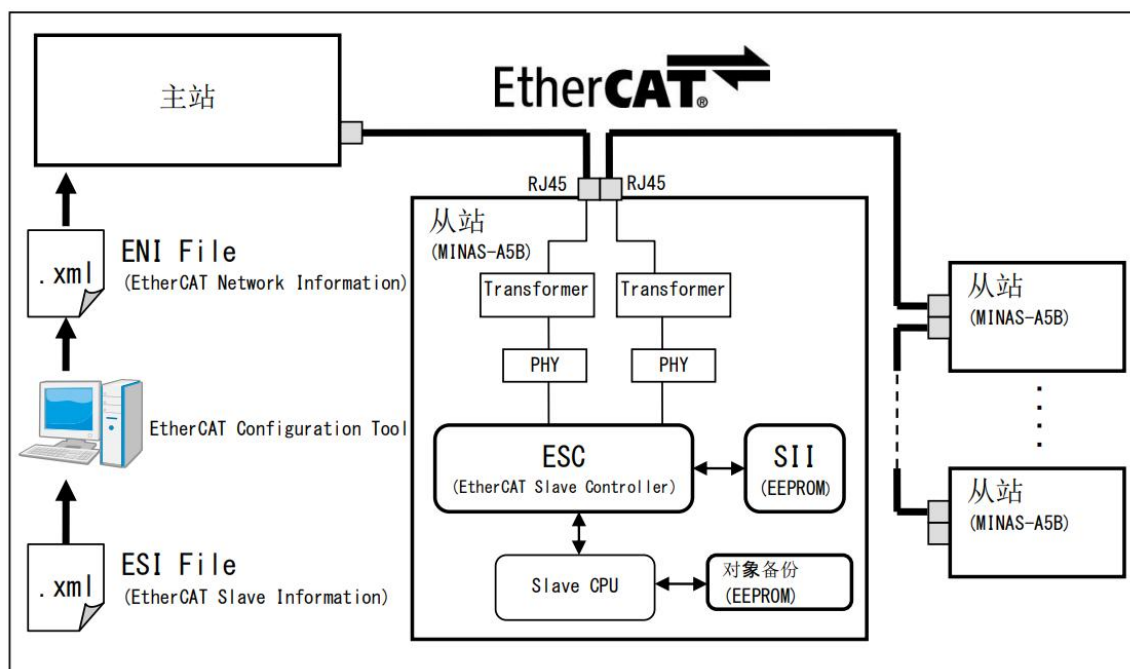 主站
EtherCAT®
RJ45
RJ45
从站
(MINAS-A5B)
Transformer
Transformer
PHY
PHY
ESC
(EtherCAT Slave Controller)
SII
(EEPROM)
Slave CPU
对象备份
(EEPROM)
.xml
ENI File
(EtherCAT Network Information)
EtherCAT Configuration Tool
.xml
ESI File
(EtherCAT Slave Information)
从站
(MINAS-A5B)
从站
(MINAS-A5B)